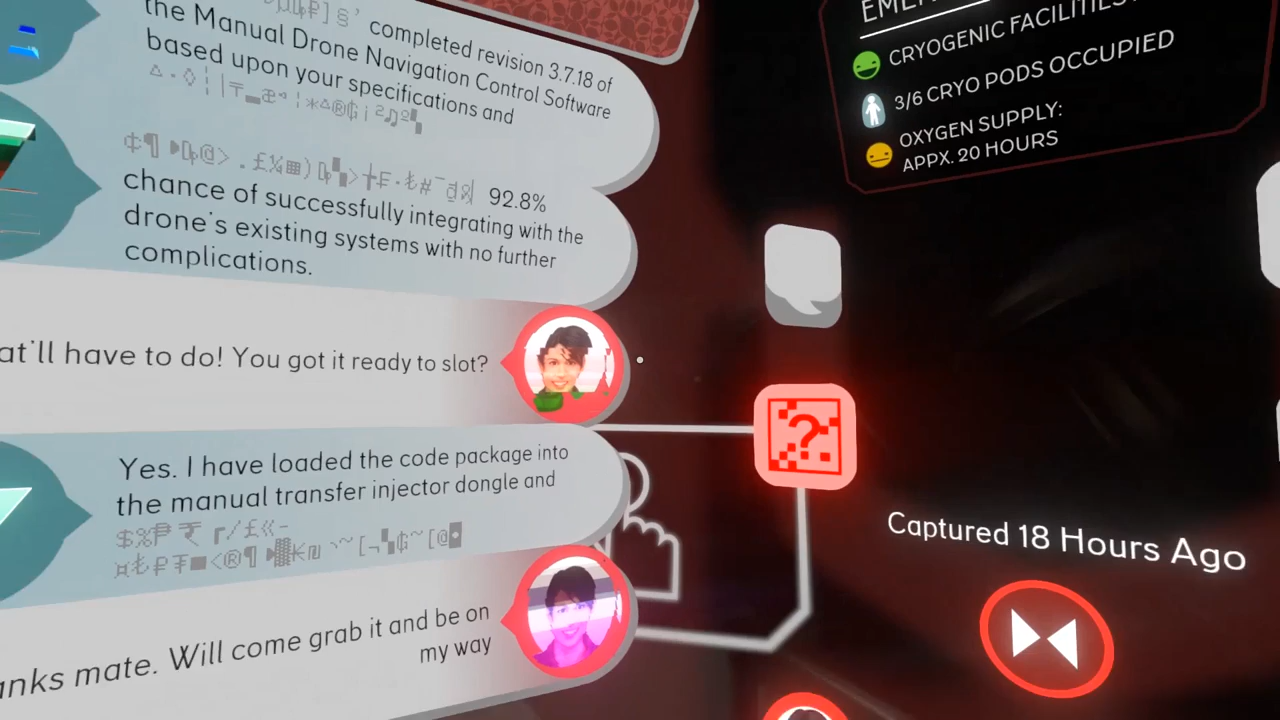 completed revision 3.7.18 of
the Manual Drone Navigation Control Software
based upon your specifications and
92.8%
chance of successfully integrating with the
drone's existing systems with no further
complications.
have to do! You got it ready to slot?
Yes. I have loaded the code package into
the manual transfer injector dongle and
mate. Will come grab it and be on
my way
CRYOGENIC FACILITIES
3/6 CRYO PODS OCCUPIED
OXYGEN SUPPLY:
APPX. 20 HOURS
?
Captured 18 Hours Ago